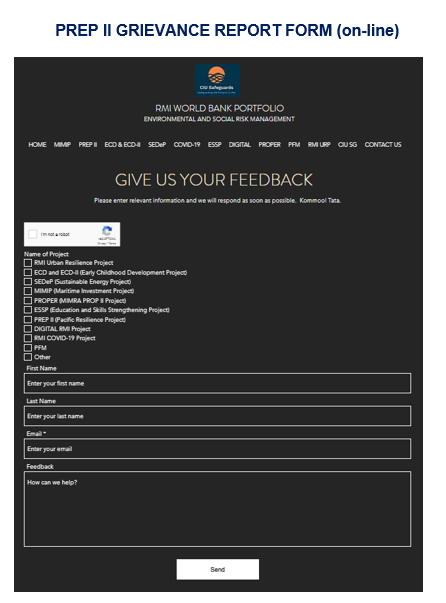 PREP II GRIEVANCE REPORT FORM (on-line)
CIU Safeguards
RMI WORLD BANK PORTFOLIO
ENVIRONMENTAL AND SOCIAL RISK MANAGEMENT
HOME MIMIP PREP II ECD & ECD-II SEDeP COVID-19 ESSP DIGITAL PROPER PFM RMI URP CIU SG CONTACT US
GIVE US YOUR FEEDBACK
Please enter relevant information and we will respond as soon as possible, Kommool Tata.
I'm not a robot
reCAPTCHA
Privacy - Terms
Name of Project
RMI Urban Resilience Project
ECD and ECD-II (Early Childhood Development Project)
SEDeP (Sustainable Energy Project)
MIMIP (Maritime Investment Project)
PROPER (MIMRA PROP II Project)
ESSP (Education and Skills Strengthening Project)
PREP II (Pacific Resilience Project)
DIGITAL RMI Project
RMI COVID-19 Project
PFM
Other
First Name
Enter your first name
Last Name
Enter your last name
Email *
Enter your email
Feedback
How can we help?
Send